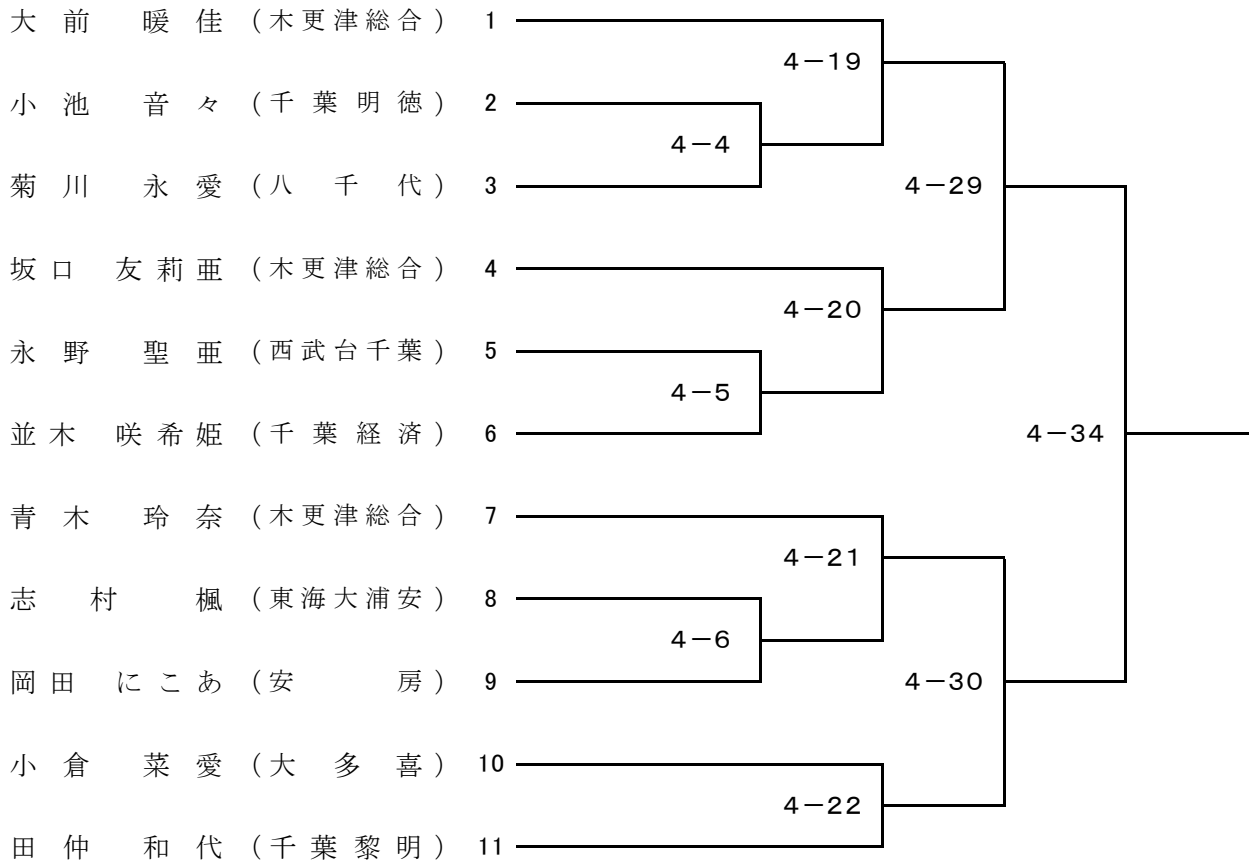 大前 暖佳 (木更津総合) 1
4－19
小池 音々 (千葉明徳) 2
4－4
菊川 永愛 (八千代) 3
4－29
坂口 友莉亜 (木更津総合) 4
4－20
永野 聖亜 (西武台千葉) 5
4－5
並木 咲希姫 (千葉経済) 6
4－34
青木 玲奈 (木更津総合) 7
4－21
志村 楓 (東海大浦安) 8
4－6
岡田 にこあ (安房) 9
4－30
小倉 菜愛 (大多喜) 10
4－22
田仲 和代 (千葉黎明) 11